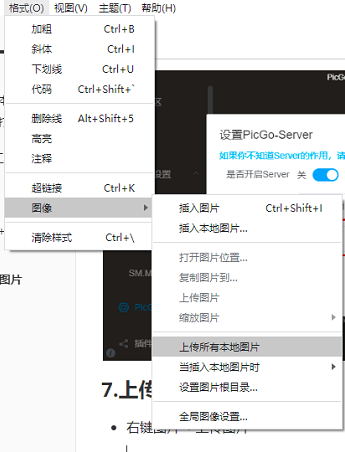 格式(O) 视图(V) 主题(T) 帮助(H)
加粗 Ctrl+B
斜体 Ctrl+I
下划线 Ctrl+U
代码 Ctrl+Shift+`
删除线 Alt+Shift+5
高亮
注释
超链接 Ctrl+K
图像
清除样式 Ctrl+\
PicGo
区
设置PicGo-Server
如果你不知道Server的作用，请
是否开启Server 关
设置
插入图片 Ctrl+Shift+I
插入本地图片...
打开图片位置...
复制图片到...
上传图片
缩放图片
上传所有本地图片
当插入本地图片时
设置图片根目录...
全局图像设置...
SM.M
PicG
插件
图片
7.上传
右键图片 上传图片